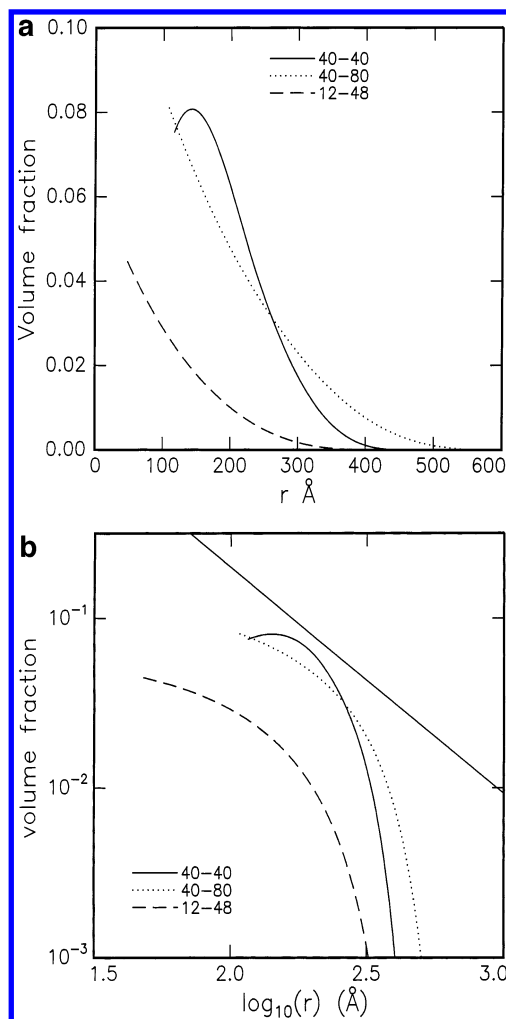 a
0.10
0.08
0.06
0.04
0.02
0.00
Volume fraction
40-40
40-80
12-48
0 100 200 300 400 500 600
r Å
b
10⁻¹
10⁻²
10⁻³
volume fraction
40-40
40-80
12-48
1.5 2.0 2.5 3.0
log₁₀(r) (Å)